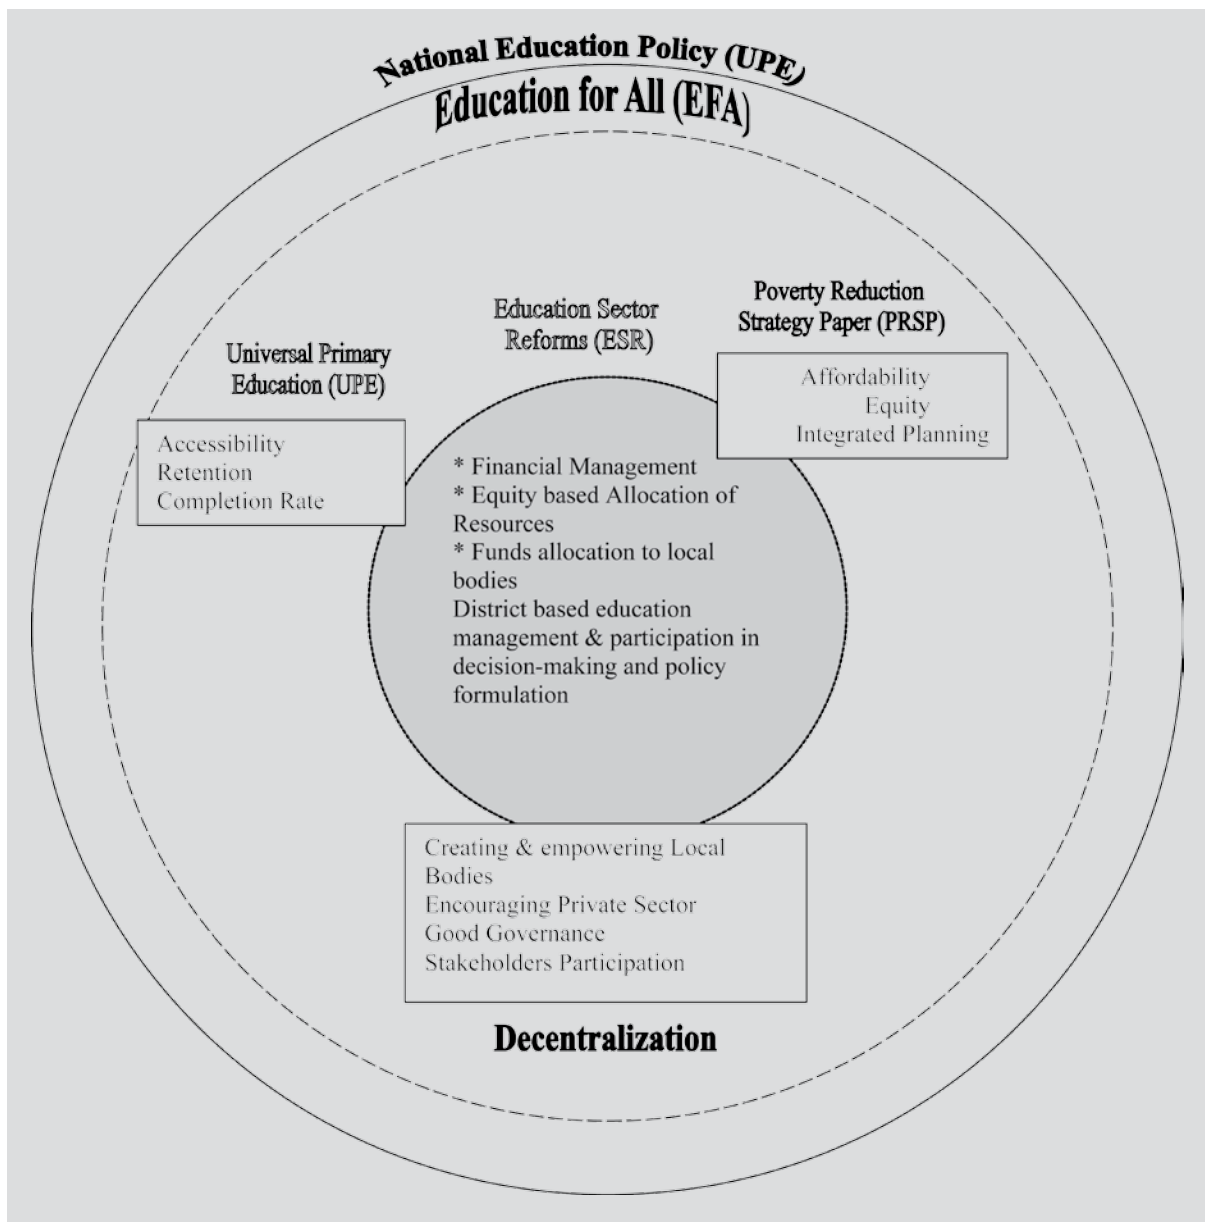 National Education Policy (UPE)
Education for All (EFA)
Education Sector
Reforms (ESR)
Poverty Reduction
Strategy Paper (PRSP)
Universal Primary
Education (UPE)
Affordability
Equity
Integrated Planning
Accessibility
Retention
Completion Rate
* Financial Management
* Equity based Allocation of
Resources
* Funds allocation to local
bodies
District based education
management & participation in
decision-making and policy
formulation
Creating & empowering Local
Bodies
Encouraging Private Sector
Good Governance
Stakeholders Participation
Decentralization